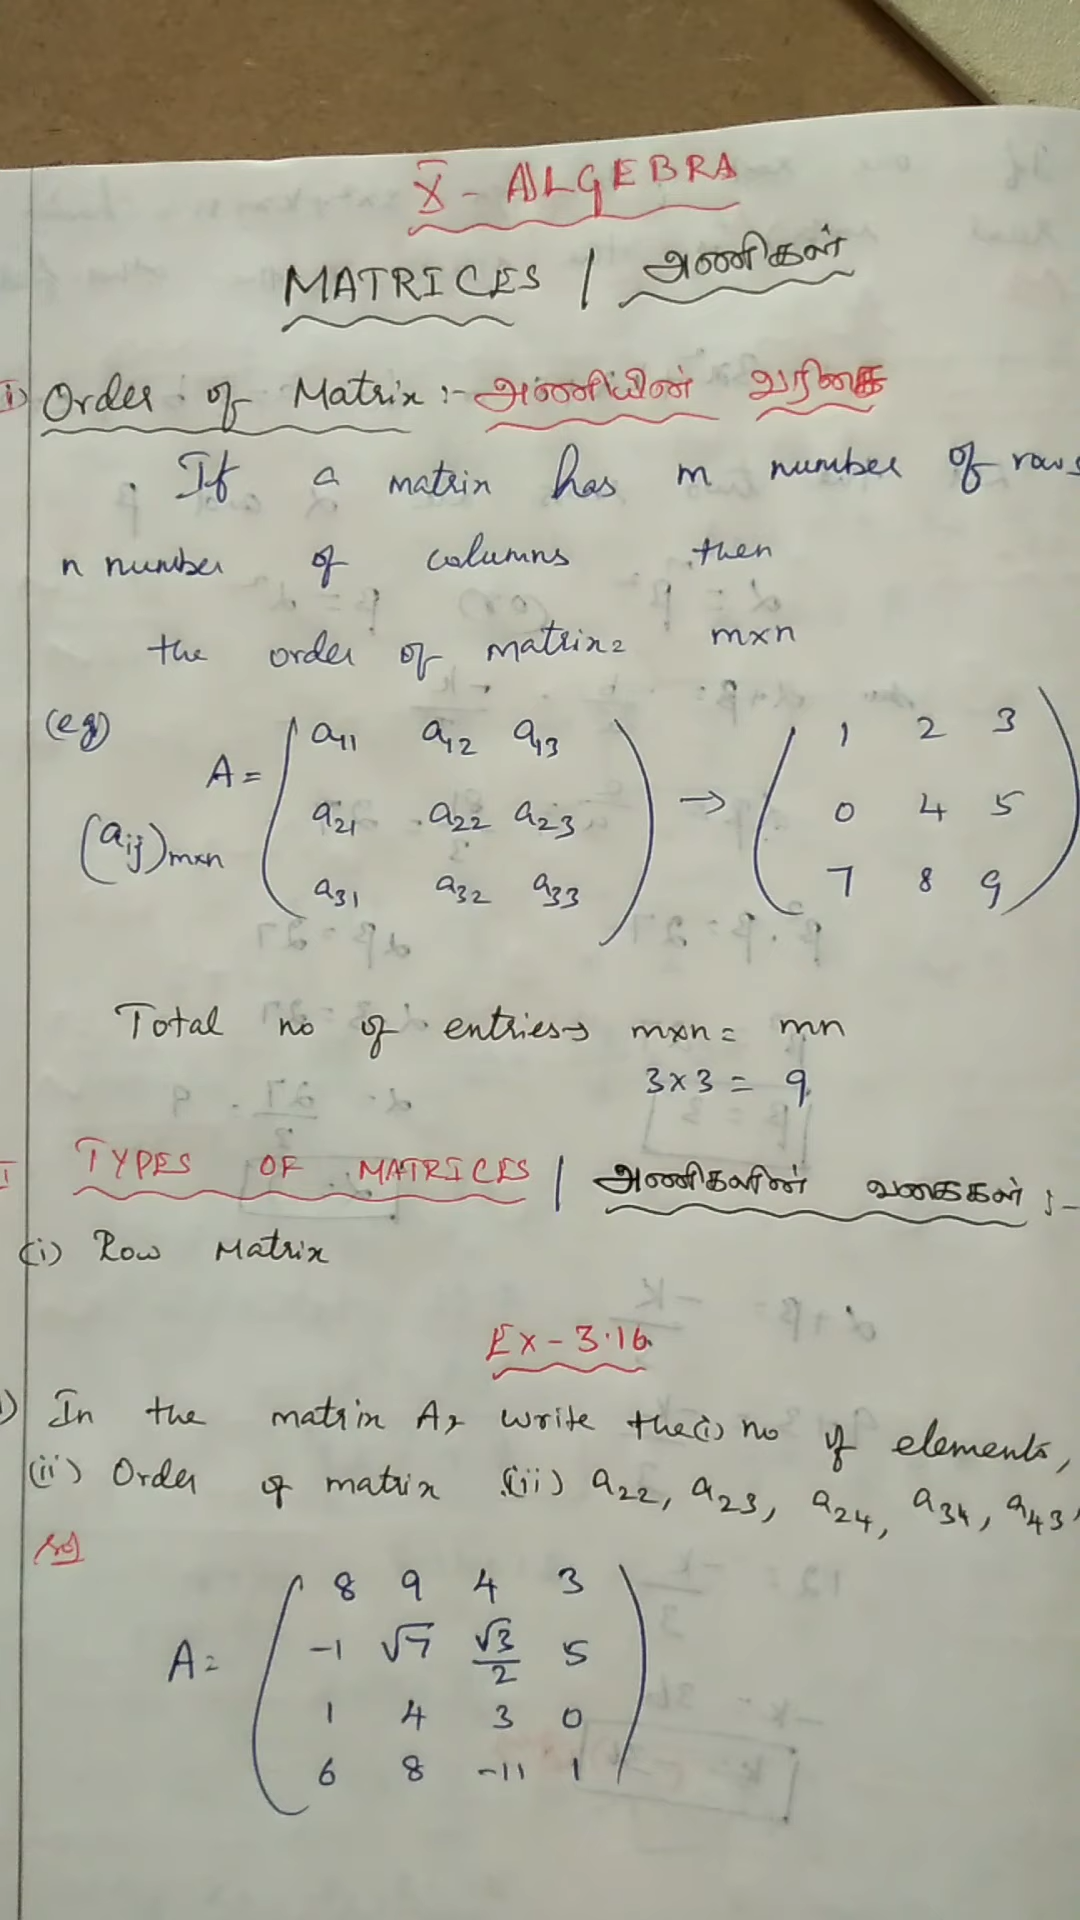 X - ALGEBRA
MATRICES / அணிகள்
I) Order of Matrix :- அணியின் வரிசை
If a matrix has m number of rows
n number of columns then
the order of matrix = m×n
(eg)
A = ( a11 a12 a13 ) → ( 1 2 3 )
(aij)m×n a21 a22 a23 0 4 5
a31 a32 a33 7 8 9
Total no of entries → m×n = mn
3×3 = 9
TYPES OF MATRICES / அணிகளின் வகைகள் :-
(i) Row Matrix
Ex - 3.16
1) In the matrix A, write the (i) no of elements,
(ii) Order of matrix (iii) a22, a23, a24, a34, a43,
sol
A = ( 8 9 4 3
-1 √7 √3/2 5
1 4 3 0
6 8 -11 1 )